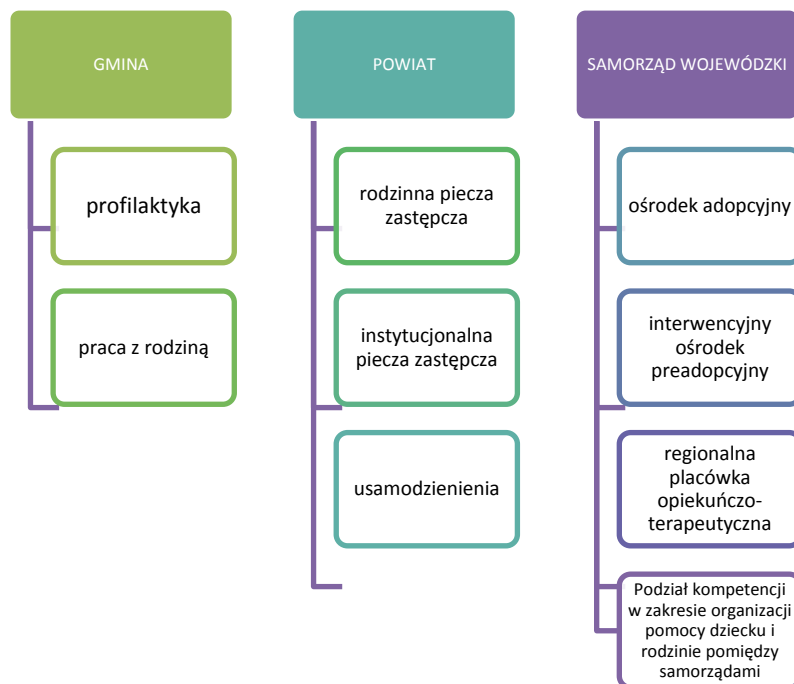 GMINA
profilaktyka
praca z rodziną
POWIAT
rodzinna piecza
zastępcza
instytucjonalna
piecza zastępcza
usamodzienienia
SAMORZĄD WOJEWÓDZKI
ośrodek adopcyjny
interwencyjny
ośrodek
preadopcyjny
regionalna
placówka
opiekuńczo-
terapeutyczna
Podział kompetencji
w zakresie organizacji
pomocy dziecku i
rodzinie pomiędzy
samorządami